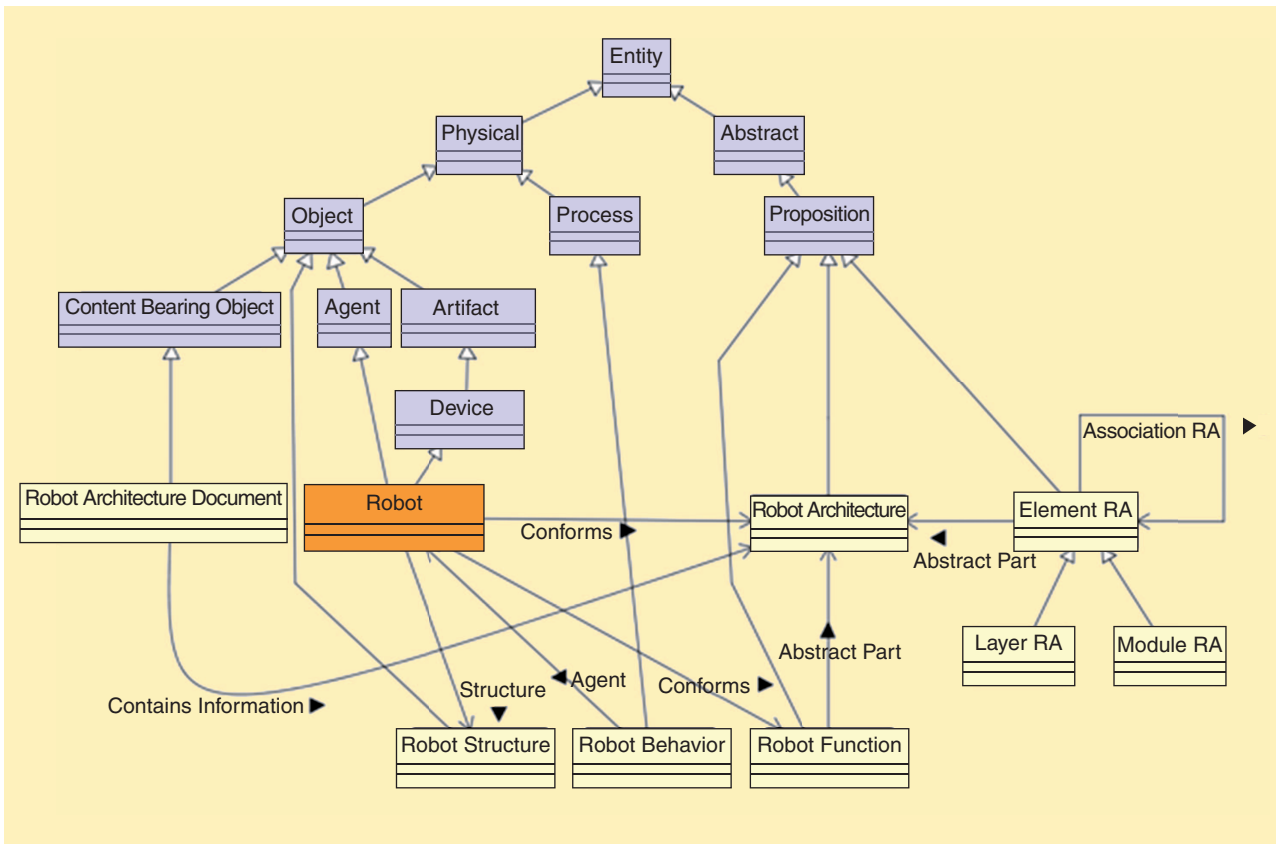 Entity
Physical
Abstract
Object
Process
Proposition
Content Bearing Object
Agent
Artifact
Device
Association RA
Robot Architecture Document
Robot
Robot Architecture
Element RA
Conforms
Abstract Part
Layer RA
Module RA
Abstract Part
Agent
Conforms
Structure
Contains Information
Robot Structure
Robot Behavior
Robot Function